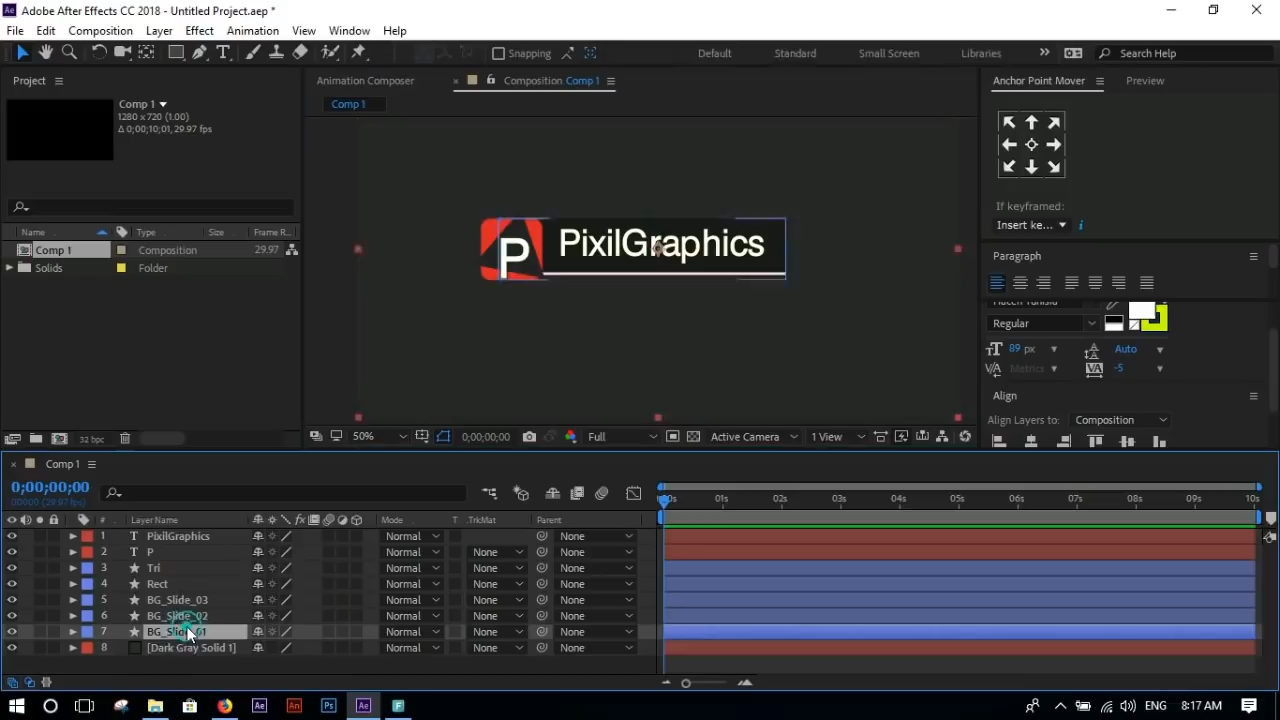 Adobe After Effects CC 2018 - Untitled Project.aep *
File Edit Composition Layer Effect Animation View Window Help
Snapping
Default Standard Small Screen Libraries
Search Help
Project
Comp 1
1280 x 720 (1.00)
Δ 0;00;10;01, 29.97 fps
Name Type Size Frame R...
Comp 1 Composition 29.97
Solids Folder
32 bpc
Animation Composer
Composition Comp 1
Comp 1
P
PixilGraphics
50% 0;00;00;00 Full Active Camera 1 View
Anchor Point Mover Preview
If keyframed:
Insert ke...
Paragraph
Regular
89 px Auto
Metrics -5
Align
Align Layers to: Composition
Comp 1
0;00;00;00
00000 (29.97 fps)
# Layer Name Mode T .TrkMat Parent
1 T PixilGraphics Normal None
2 T P Normal None None
3 Tri Normal None None
4 Rect Normal None None
5 BG_Slide_03 Normal None None
6 BG_Slide_02 Normal None None
7 BG_Slide_01 Normal None None
8 [Dark Gray Solid 1] Normal None None
01s 02s 03s 04s 05s 06s 07s 08s 09s 10s
ENG 8:17 AM